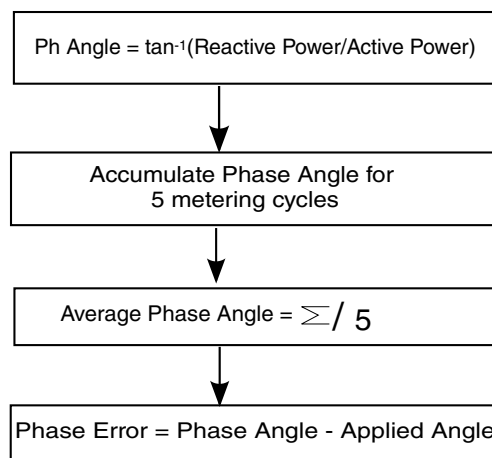 Ph Angle = tan⁻¹(Reactive Power/Active Power)
Accumulate Phase Angle for
5 metering cycles
Average Phase Angle = Σ/ 5
Phase Error = Phase Angle - Applied Angle